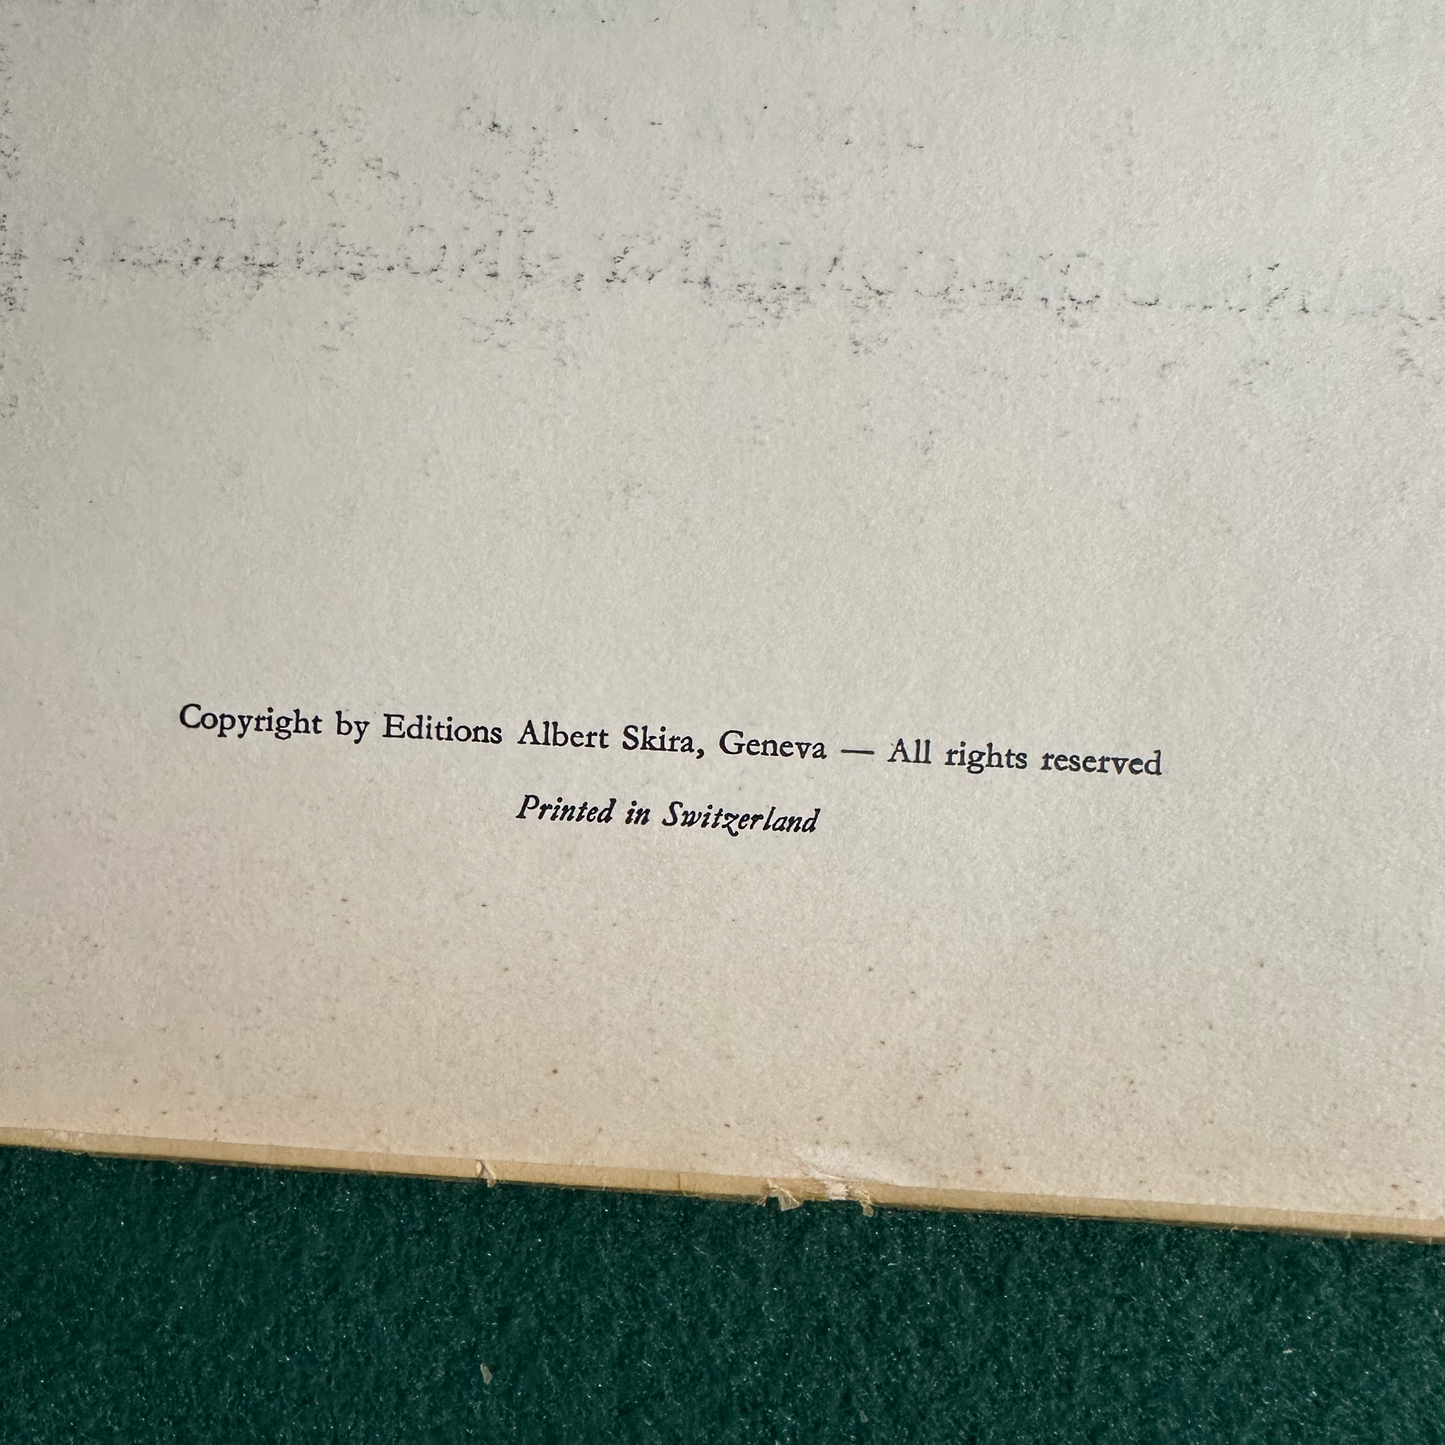 Copyright by Editions Albert Skira, Geneva — All rights reserved
Printed in Switzerland